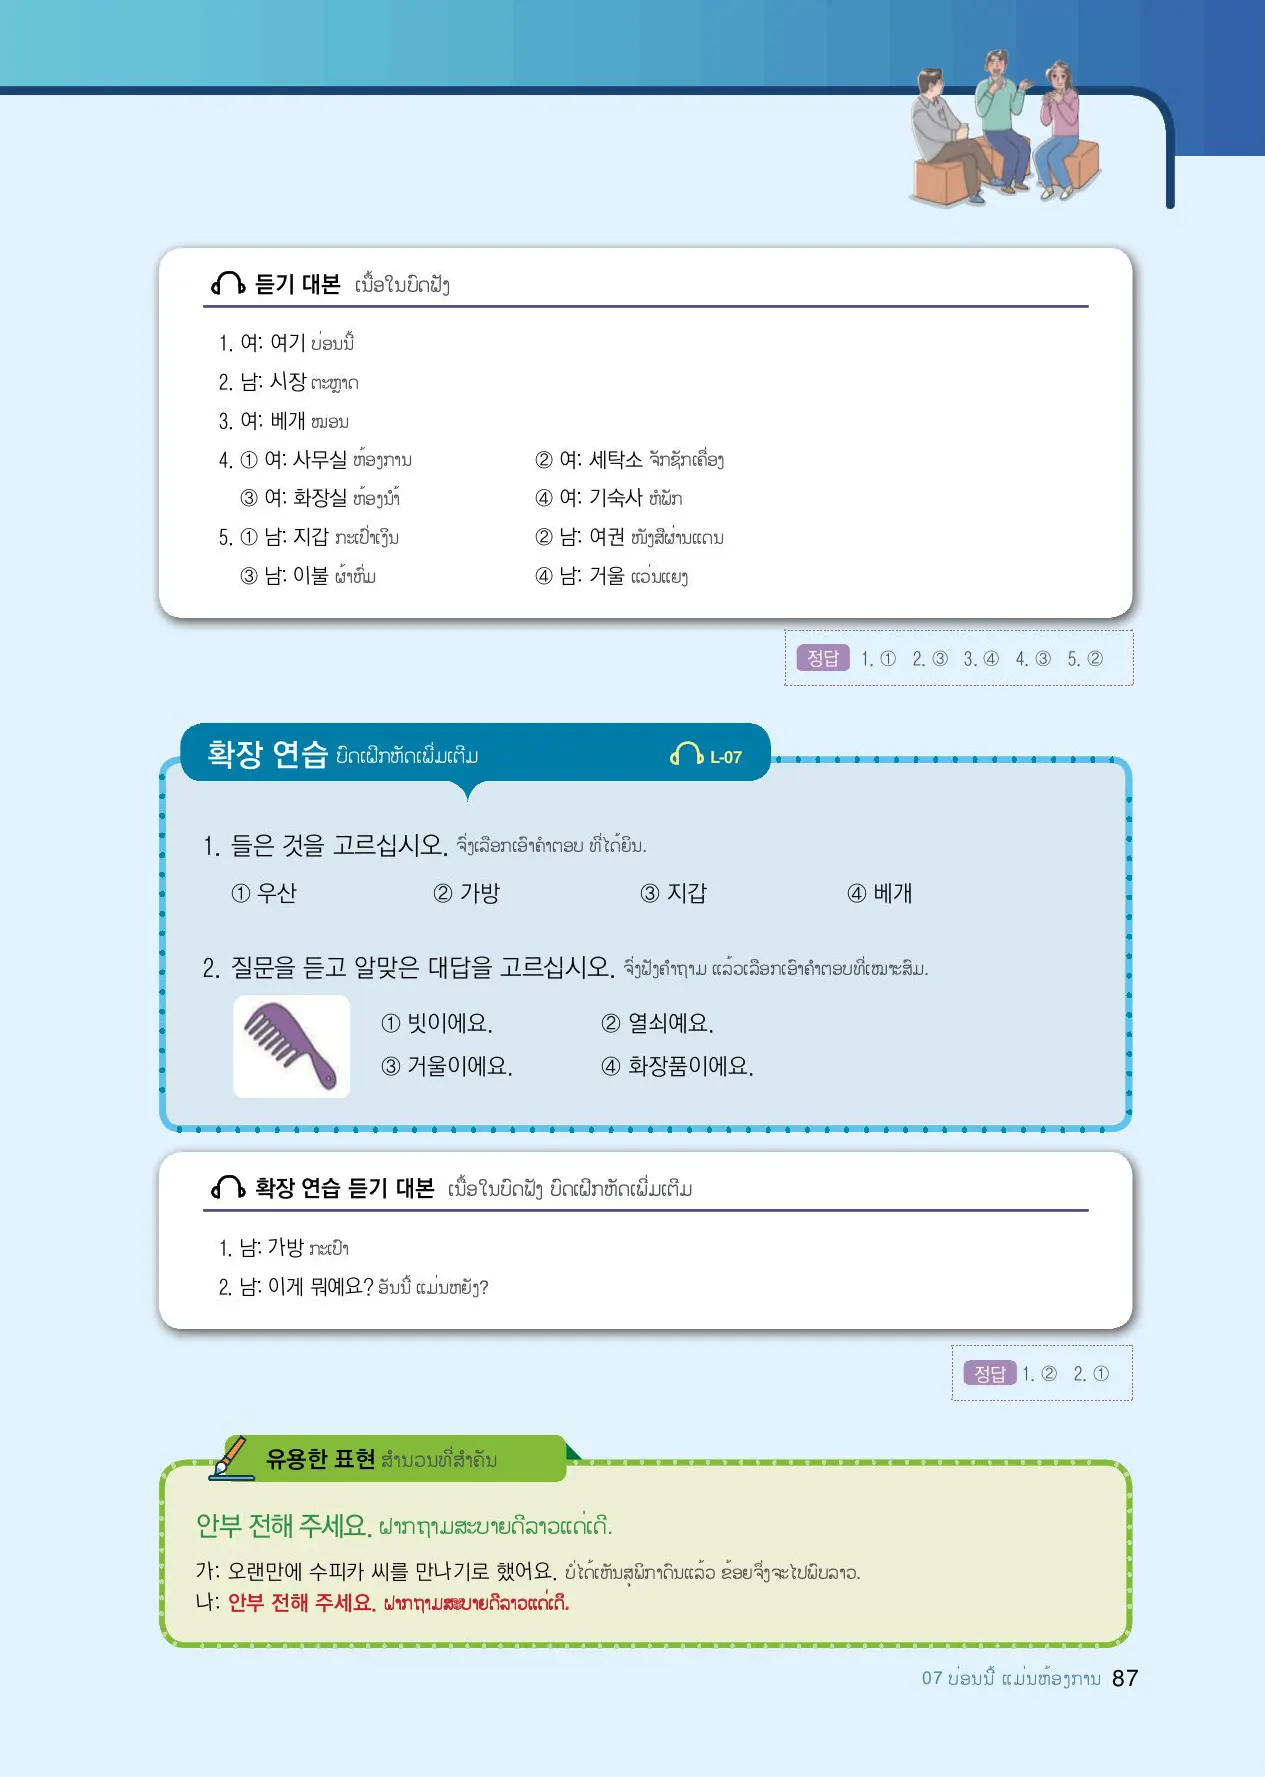 듣기 대본 ເນື້ອໃນບົດຟັງ
1. 여: 여기 ບ່ອນນີ້
2. 남: 시장 ຕະຫຼາດ
3. 여: 베개 ໝອນ
4. ① 여: 사무실 ຫ້ອງການ ② 여: 세탁소 ຈັກຊັກເຄື່ອງ
③ 여: 화장실 ຫ້ອງນ້ຳ ④ 여: 기숙사 ຫໍພັກ
5. ① 남: 지갑 ກະເປົ໋າເງິນ ② 남: 여권 ໜັງສືຜ່ານແດນ
③ 남: 이불 ຜ້າຫົ່ມ ④ 남: 거울 ແວ່ນແຍງ
정답 1. ① 2. ③ 3. ④ 4. ③ 5. ②
확장 연습 ບົດເຝິກຫັດເພີ່ມເຕີມ L-07
1. 들은 것을 고르십시오. ຈົ່ງເລືອກເອົາຄຳຕອບ ທີ່ໄດ້ຍິນ.
① 우산 ② 가방 ③ 지갑 ④ 베개
2. 질문을 듣고 알맞은 대답을 고르십시오. ຈົ່ງຟັງຄຳຖາມ ແລ້ວເລືອກເອົາຄຳຕອບທີ່ເໝາະສົມ.
① 빗이에요. ② 열쇠예요.
③ 거울이에요. ④ 화장품이에요.
확장 연습 듣기 대본 ເນື້ອໃນບົດຟັງ ບົດເຝິກຫັດເພີ່ມເຕີມ
1. 남: 가방 ກະເປົາ
2. 남: 이게 뭐예요? ອັນນີ້ ແມ່ນຫຍັງ?
정답 1. ② 2. ①
유용한 표현 ສຳນວນທີ່ສຳຄັນ
안부 전해 주세요. ຝາກຖາມສະບາຍດີລາວແດ່ເດີ.
가: 오랜만에 수피카 씨를 만나기로 했어요. ບໍ່ໄດ້ເຫັນສຸພິກາດົນແລ້ວ ຂ້ອຍຈຶ່ງຈະໄປພົບລາວ.
나: 안부 전해 주세요. ຝາກຖາມສະບາຍດີລາວແດ່ເດີ.
07 ບ່ອນນີ້ ແມ່ນຫ້ອງການ 87